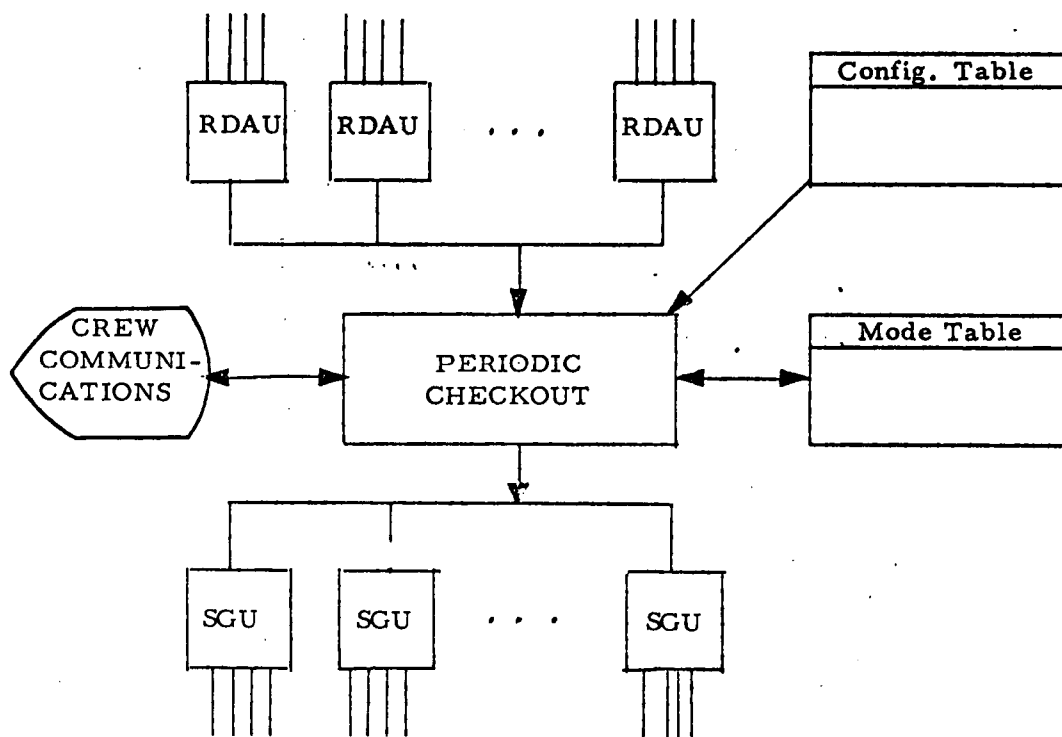 Config. Table
RDAU
RDAU
. . .
RDAU
Mode Table
CREW
COMMUNI-
CATIONS
PERIODIC
CHECKOUT
SGU
SGU
. . .
SGU